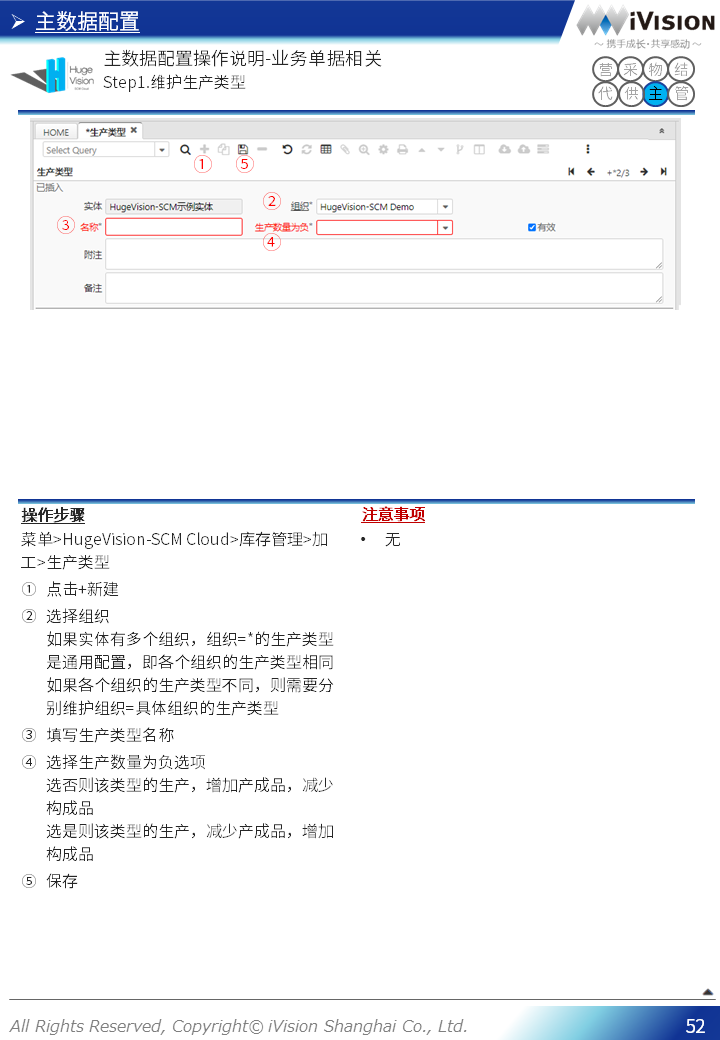 主数据配置
iVision
～ 携手成长·共享感动 ～
主数据配置操作说明-业务单据相关
Step1.维护生产类型
Huge
Vision
营 采 物 结
代 供 主 管
HOME *生产类型
Select Query
① ⑤
生产类型 +*2/3
已插入
实体 HugeVision-SCM示例实体 ② 组织* HugeVision-SCM Demo
③ 名称* 生产数量为负* 有效
④
附注
备注
操作步骤
菜单>HugeVision-SCM Cloud>库存管理>加
工>生产类型
① 点击+新建
② 选择组织
如果实体有多个组织，组织=*的生产类型
是通用配置，即各个组织的生产类型相同
如果各个组织的生产类型不同，则需要分
别维护组织=具体组织的生产类型
③ 填写生产类型名称
④ 选择生产数量为负选项
选否则该类型的生产，增加产成品，减少
构成品
选是则该类型的生产，减少产成品，增加
构成品
⑤ 保存
注意事项
• 无
All Rights Reserved, Copyright© iVision Shanghai Co., Ltd.
52